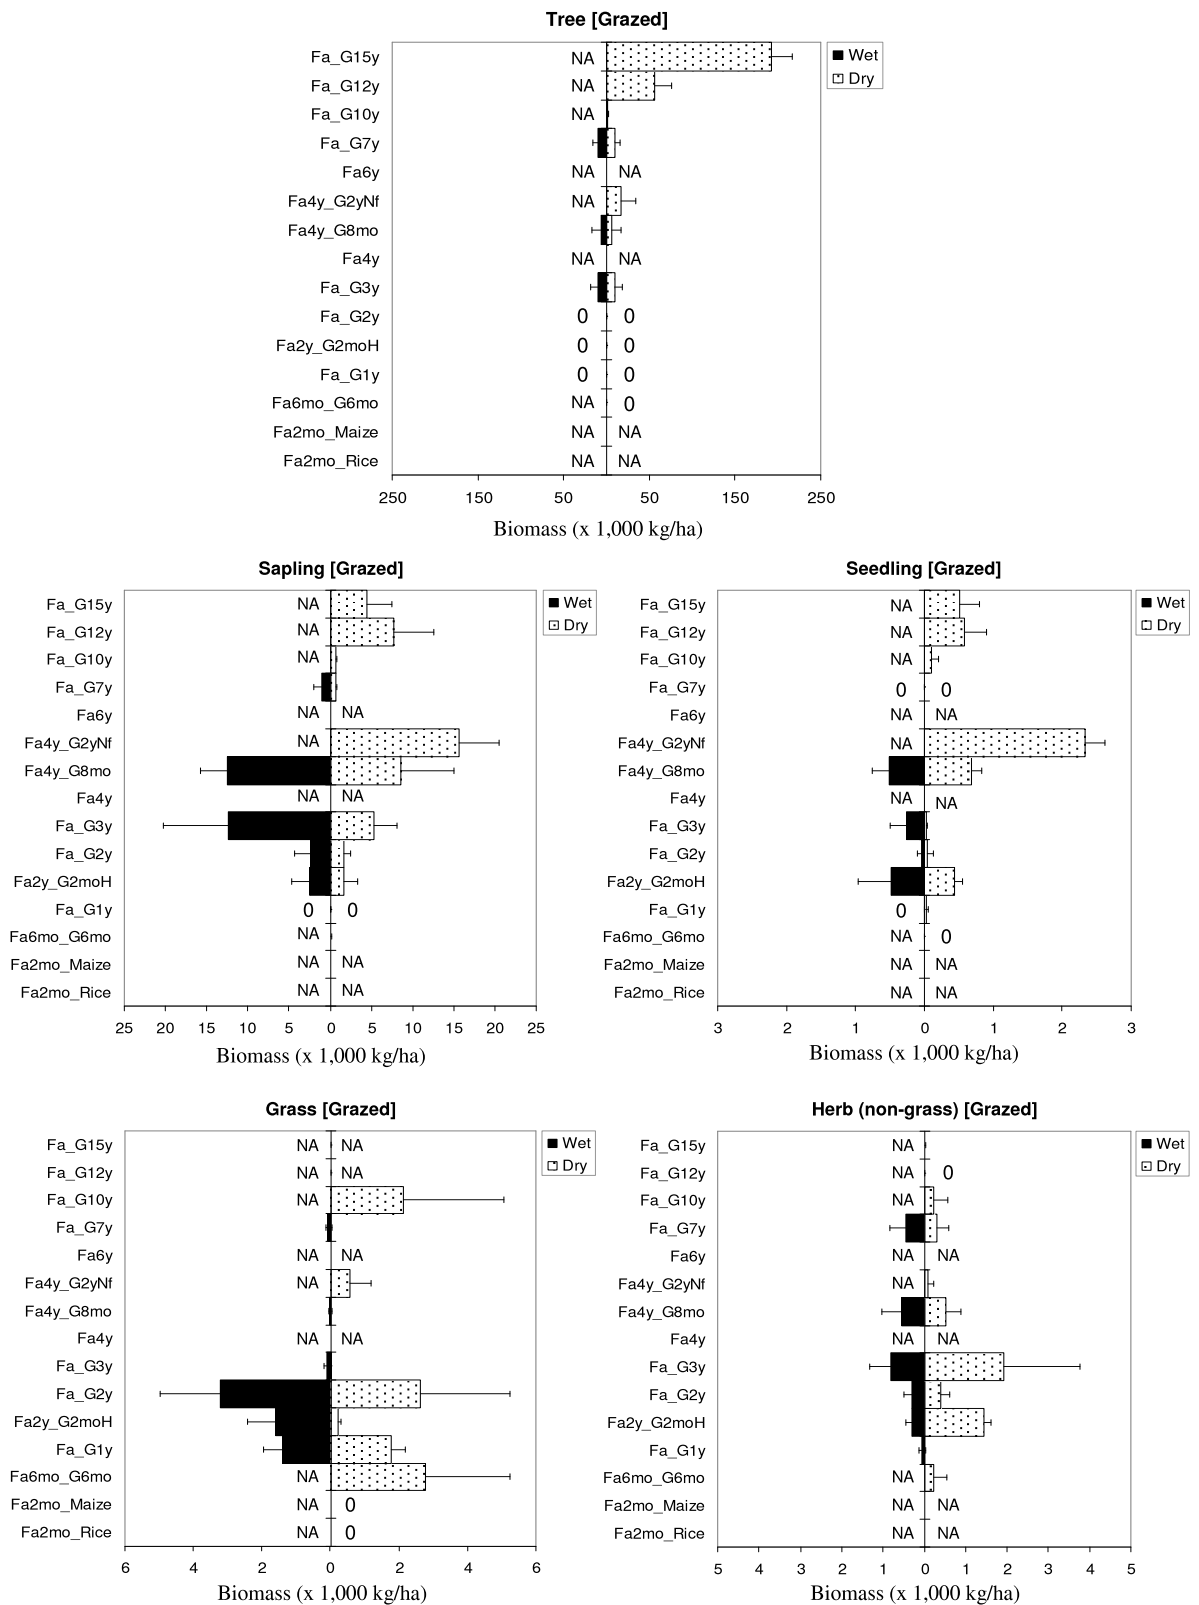 Tree [Grazed]
Wet
Dry
Fa_G15y NA
Fa_G12y NA
Fa_G10y NA
Fa_G7y
Fa6y NA NA
Fa4y_G2yNf NA
Fa4y_G8mo
Fa4y NA NA
Fa_G3y
Fa_G2y 0 0
Fa2y_G2moH 0 0
Fa_G1y 0 0
Fa6mo_G6mo NA 0
Fa2mo_Maize NA NA
Fa2mo_Rice NA NA
250 150 50 50 150 250
Biomass (x 1,000 kg/ha)
Sapling [Grazed]
Wet
Dry
Fa_G15y NA
Fa_G12y NA
Fa_G10y NA
Fa_G7y
Fa6y NA NA
Fa4y_G2yNf NA
Fa4y_G8mo
Fa4y NA NA
Fa_G3y
Fa_G2y
Fa2y_G2moH
Fa_G1y 0 0
Fa6mo_G6mo NA
Fa2mo_Maize NA NA
Fa2mo_Rice NA NA
25 20 15 10 5 0 5 10 15 20 25
Biomass (x 1,000 kg/ha)
Seedling [Grazed]
Wet
Dry
Fa_G15y NA
Fa_G12y NA
Fa_G10y NA
Fa_G7y 0 0
Fa6y NA NA
Fa4y_G2yNf NA
Fa4y_G8mo
Fa4y NA NA
Fa_G3y
Fa_G2y
Fa2y_G2moH
Fa_G1y 0
Fa6mo_G6mo NA 0
Fa2mo_Maize NA NA
Fa2mo_Rice NA NA
3 2 1 0 1 2 3
Biomass (x 1,000 kg/ha)
Grass [Grazed]
Wet
Dry
Fa_G15y NA NA
Fa_G12y NA NA
Fa_G10y NA
Fa_G7y
Fa6y NA NA
Fa4y_G2yNf NA
Fa4y_G8mo
Fa4y NA NA
Fa_G3y
Fa_G2y
Fa2y_G2moH
Fa_G1y
Fa6mo_G6mo NA
Fa2mo_Maize NA 0
Fa2mo_Rice NA 0
6 4 2 0 2 4 6
Biomass (x 1,000 kg/ha)
Herb (non-grass) [Grazed]
Wet
Dry
Fa_G15y NA
Fa_G12y NA 0
Fa_G10y NA
Fa_G7y
Fa6y NA NA
Fa4y_G2yNf NA
Fa4y_G8mo
Fa4y NA NA
Fa_G3y
Fa_G2y
Fa2y_G2moH
Fa_G1y
Fa6mo_G6mo NA
Fa2mo_Maize NA NA
Fa2mo_Rice NA NA
5 4 3 2 1 0 1 2 3 4 5
Biomass (x 1,000 kg/ha)